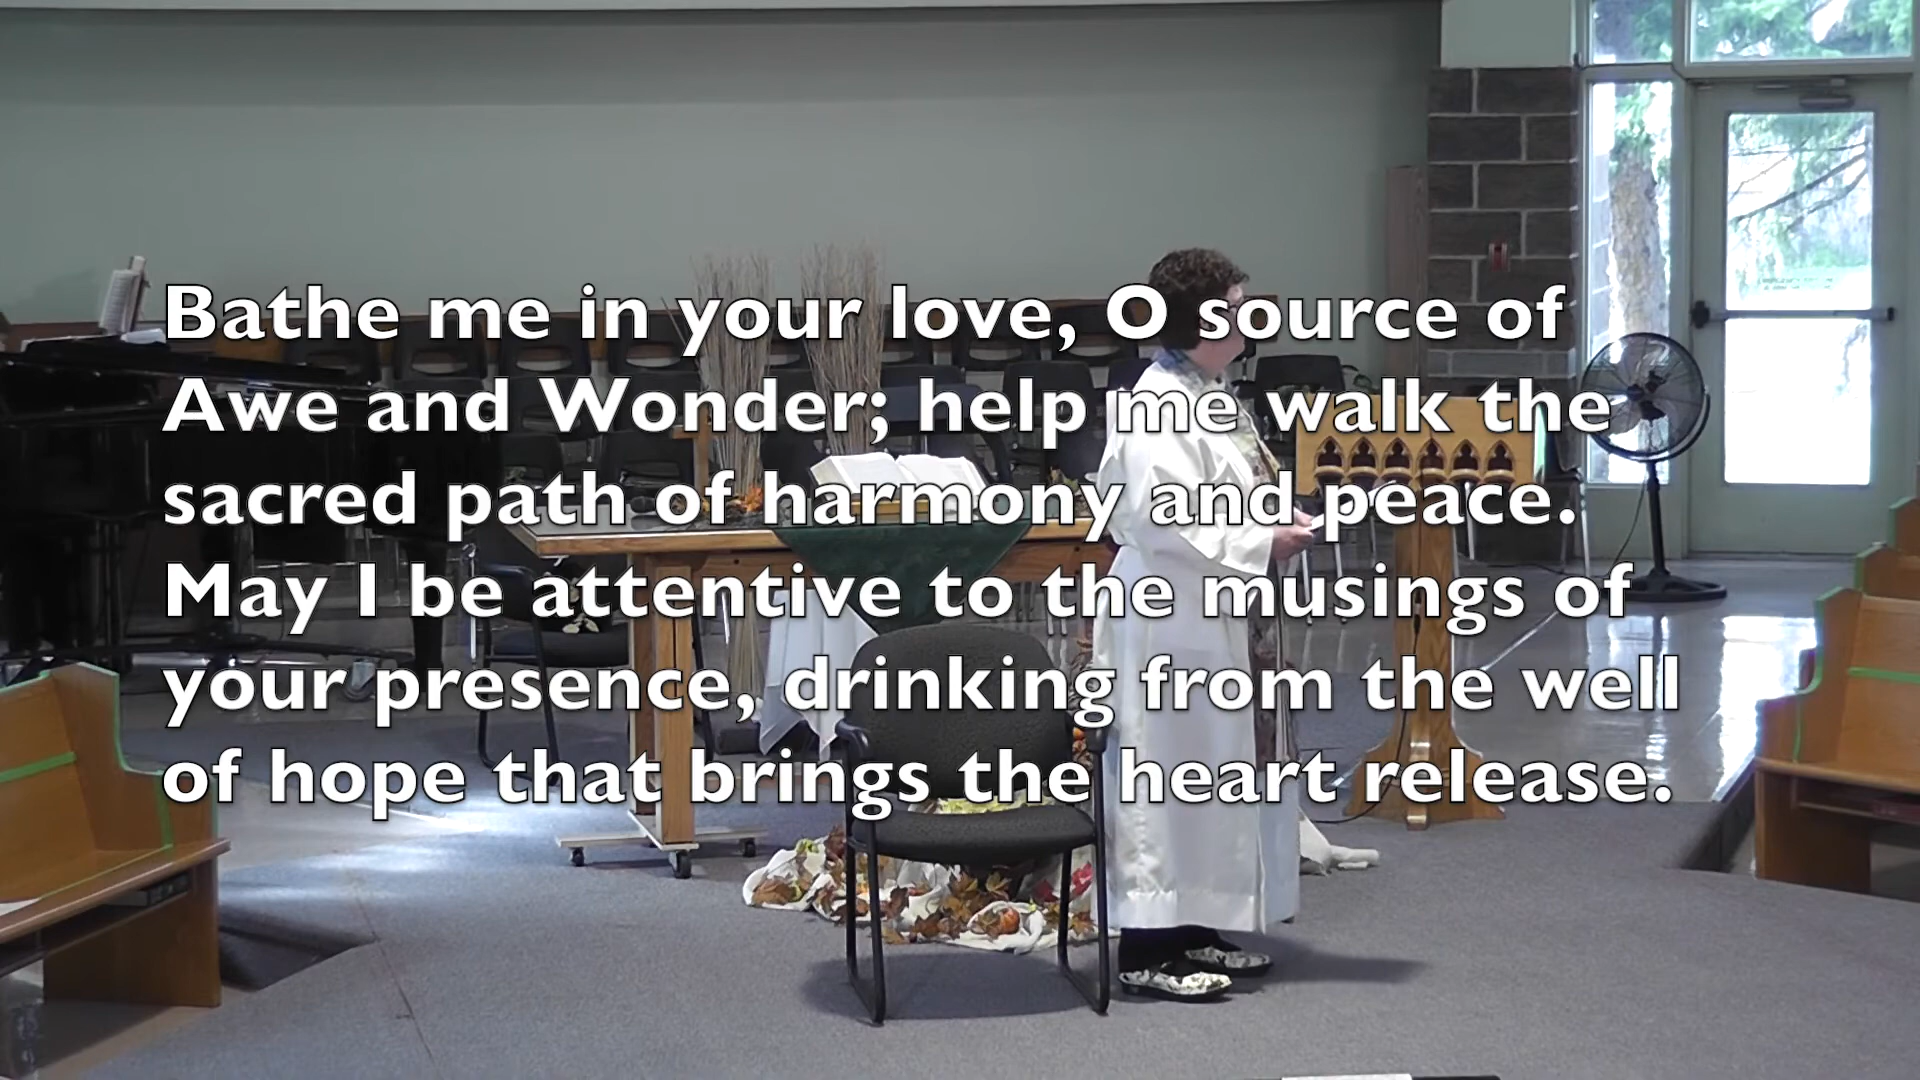 Bathe me in your love, O source of
Awe and Wonder; help me walk the
sacred path of harmony and peace.
May I be attentive to the musings of
your presence, drinking from the well
of hope that brings the heart release.